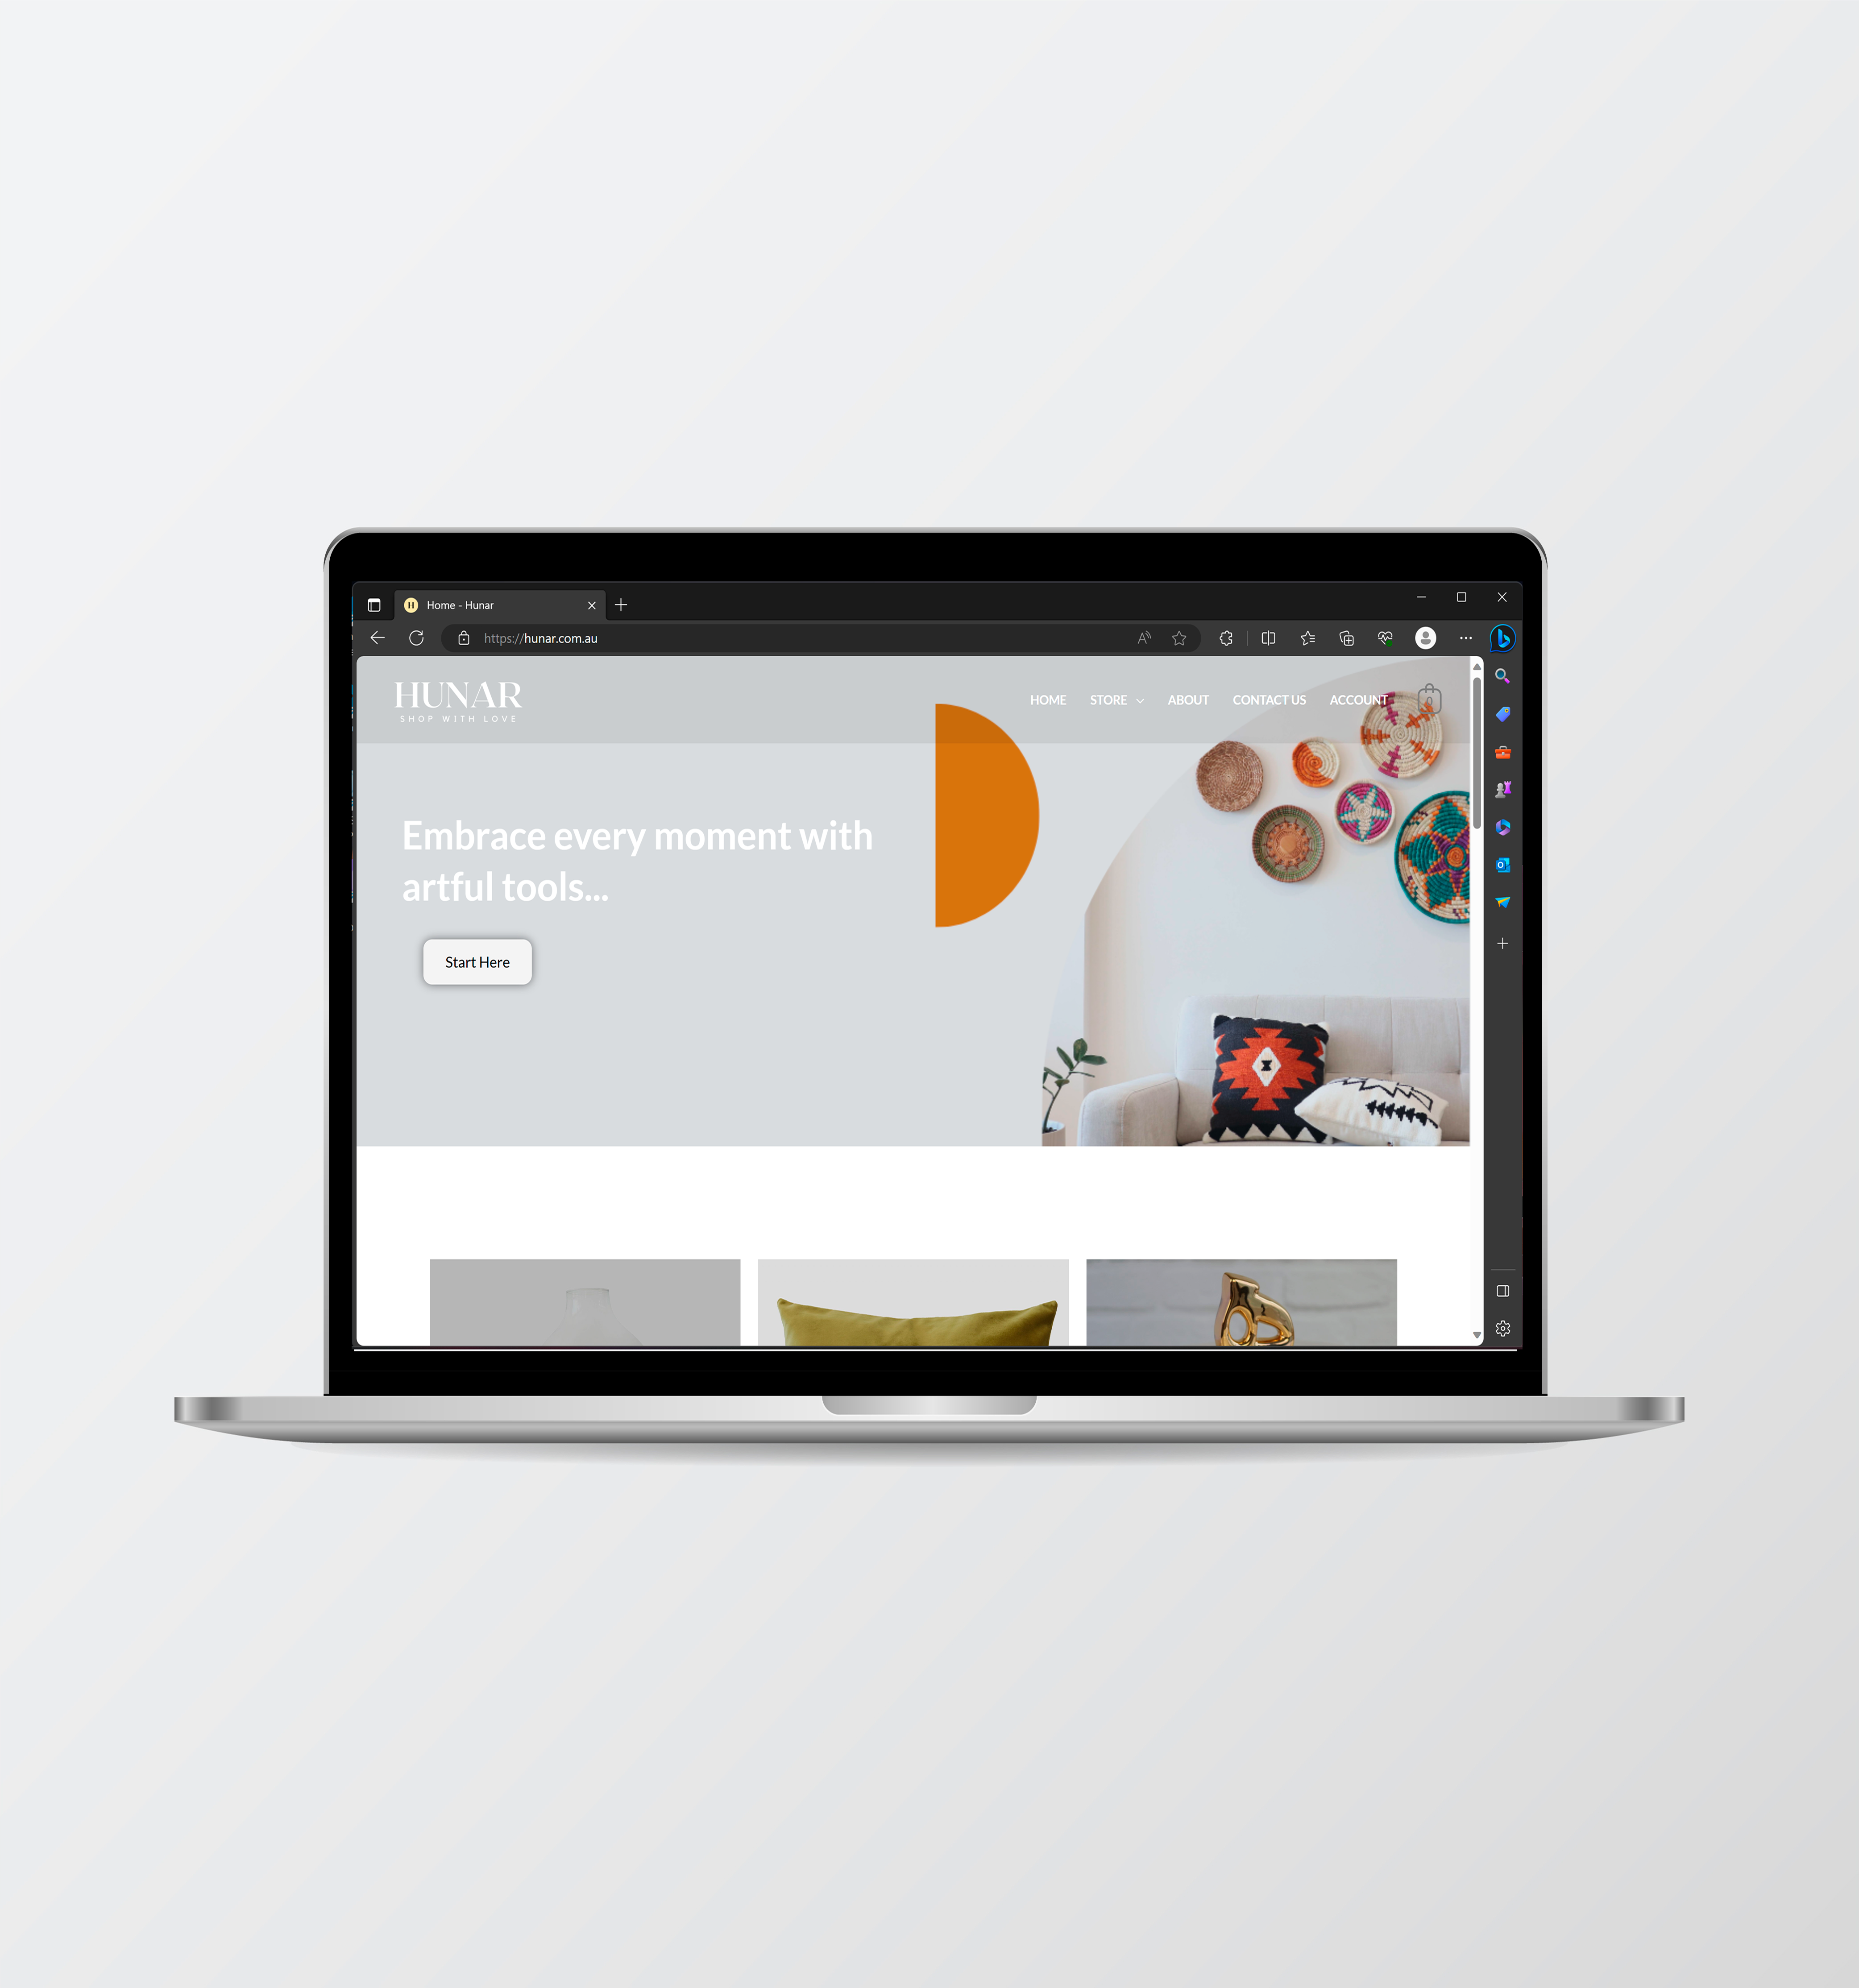 Home - Hunar
https://hunar.com.au
HUNAR
SHOP WITH LOVE
HOME STORE ABOUT CONTACT US ACCOUNT 0
Embrace every moment with
artful tools...
Start Here